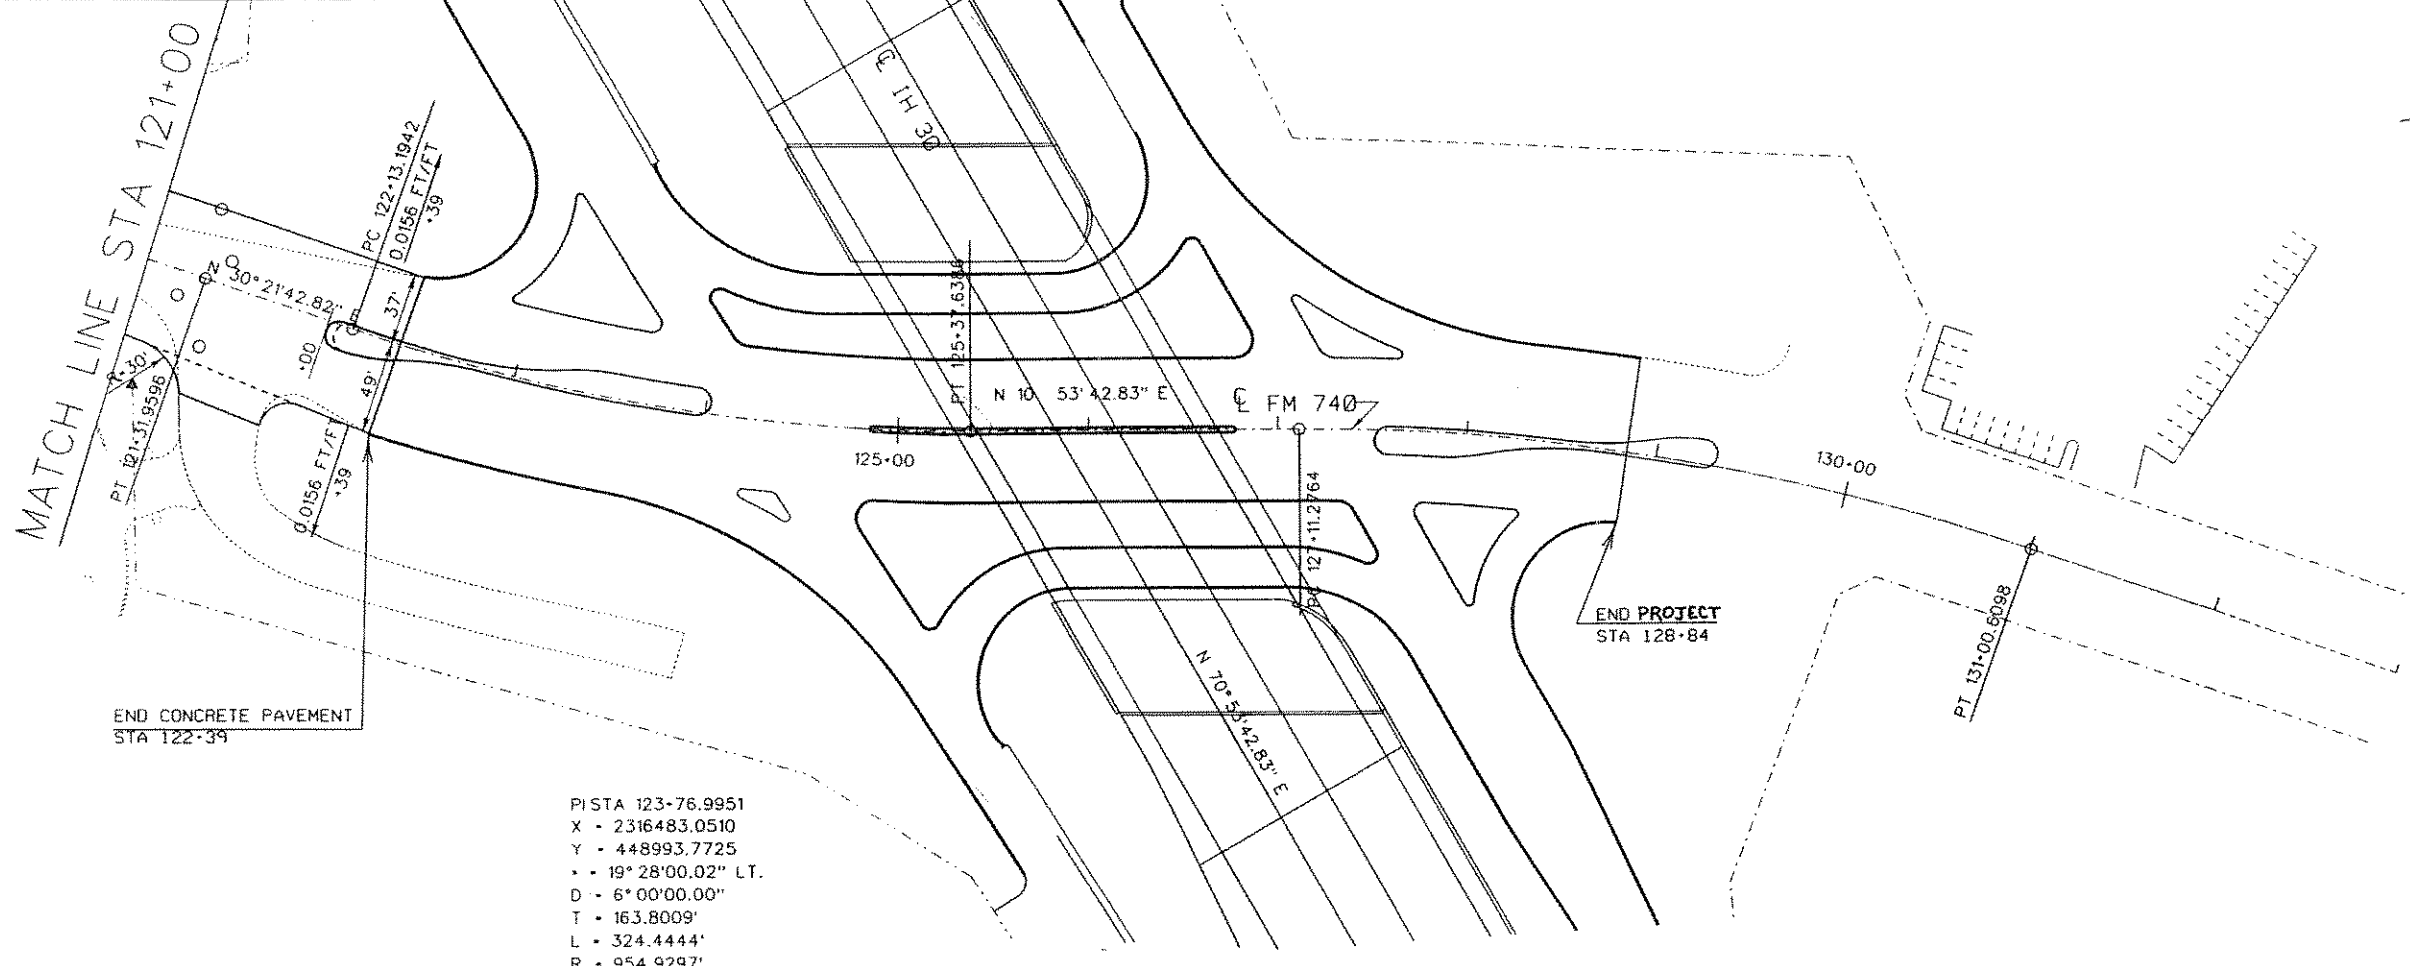 MATCH LINE STA 121+00
PC 122+13.1942
0.0156 FT/FT
+39
N 30° 21'42.82"
37'
+00
49'
R=30'
PT 121+31.9596
0.0156 FT/FT
+39
END CONCRETE PAVEMENT
STA 122+39
℄ IH 30
PT 125+37.6386
N 10 53'42.83" E
℄ FM 740
125+00
PC 127+11.2764
130+00
END PROJECT
STA 128+84
PT 131+00.6098
N 70° 53'42.83" E
PI STA 123+76.9951
X = 2316483.0510
Y = 448993.7725
= 19° 28'00.02" LT.
D = 6° 00'00.00"
T = 163.8009'
L = 324.4444'
R = 954.9297'